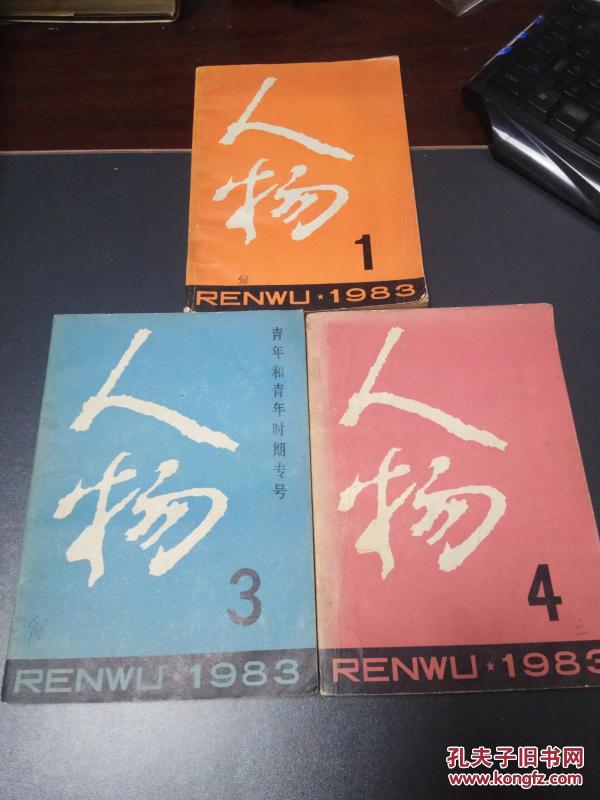 人
物
1
RENWU★1983
人
物
青年和青年时期专号
3
RENWU·1983
人
物
4
RENWU★1983
孔夫子旧书网
www.kongfz.com